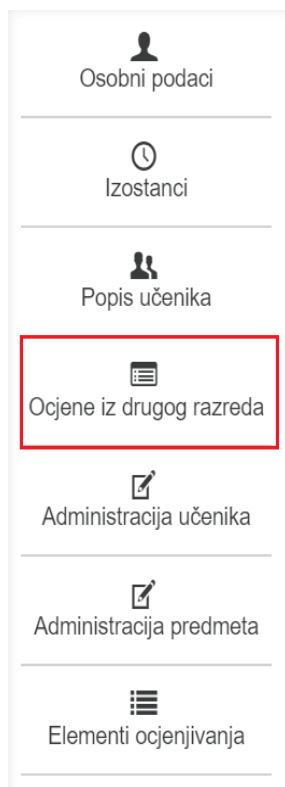 Osobni podaci
Izostanci
Popis učenika
Ocjene iz drugog razreda
Administracija učenika
Administracija predmeta
Elementi ocjenjivanja